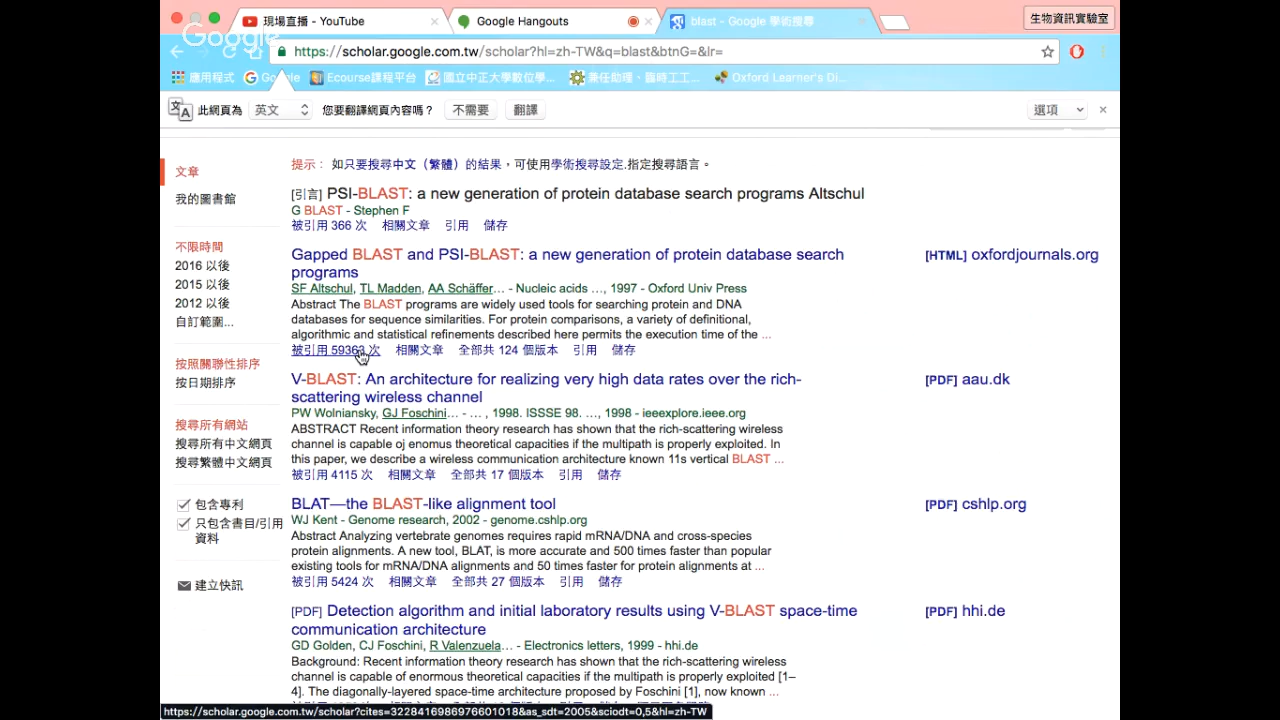 現場直播 - YouTube
Google Hangouts
blast - Google 學術搜尋
生物資訊實驗室
Google
https://scholar.google.com.tw/scholar?hl=zh-TW&q=blast&btnG=&lr=
應用程式
Google
Ecourse課程平台
國立中正大學數位學...
兼任助理、臨時工工...
Oxford Learner's Di...
此網頁為
英文
您要翻譯網頁內容嗎？
不需要
翻譯
選項
文章
我的圖書館
不限時間
2016 以後
2015 以後
2012 以後
自訂範圍...
按照關聯性排序
按日期排序
搜尋所有網站
搜尋所有中文網頁
搜尋繁體中文網頁
包含專利
只包含書目/引用
資料
建立快訊
提示： 如只要搜尋中文（繁體）的結果，可使用學術搜尋設定.指定搜尋語言。
[引言] PSI-BLAST: a new generation of protein database search programs Altschul
G BLAST - Stephen F
被引用 366 次 相關文章 引用 儲存
Gapped BLAST and PSI-BLAST: a new generation of protein database search
programs
[HTML] oxfordjournals.org
SF Altschul, TL Madden, AA Schäffer... - Nucleic acids ..., 1997 - Oxford Univ Press
Abstract The BLAST programs are widely used tools for searching protein and DNA
databases for sequence similarities. For protein comparisons, a variety of definitional,
algorithmic and statistical refinements described here permits the execution time of the ...
被引用 59363 次 相關文章 全部共 124 個版本 引用 儲存
V-BLAST: An architecture for realizing very high data rates over the rich-
scattering wireless channel
[PDF] aau.dk
PW Wolniansky, GJ Foschini... - ... , 1998. ISSSE 98. ..., 1998 - ieeexplore.ieee.org
ABSTRACT Recent information theory research has shown that the rich-scattering wireless
channel is capable oj enomus theoretical capacities if the multipath is properly exploited. In
this paper, we describe a wireless communication architecture known 11s vertical BLAST ...
被引用 4115 次 相關文章 全部共 17 個版本 引用 儲存
BLAT—the BLAST-like alignment tool
[PDF] cshlp.org
WJ Kent - Genome research, 2002 - genome.cshlp.org
Abstract Analyzing vertebrate genomes requires rapid mRNA/DNA and cross-species
protein alignments. A new tool, BLAT, is more accurate and 500 times faster than popular
existing tools for mRNA/DNA alignments and 50 times faster for protein alignments at ...
被引用 5424 次 相關文章 全部共 27 個版本 引用 儲存
[PDF] Detection algorithm and initial laboratory results using V-BLAST space-time
communication architecture
[PDF] hhi.de
GD Golden, CJ Foschini, R Valenzuela... - Electronics letters, 1999 - hhi.de
Background: Recent information theory research has shown that the rich-scattering wireless
channel is capable of enormous theoretical capacities if the multipath is properly exploited [1–
4]. The diagonally-layered space-time architecture proposed by Foschini [1], now known ...
https://scholar.google.com.tw/scholar?cites=3228416986976601018&as_sdt=2005&sciodt=0,5&hl=zh-TW